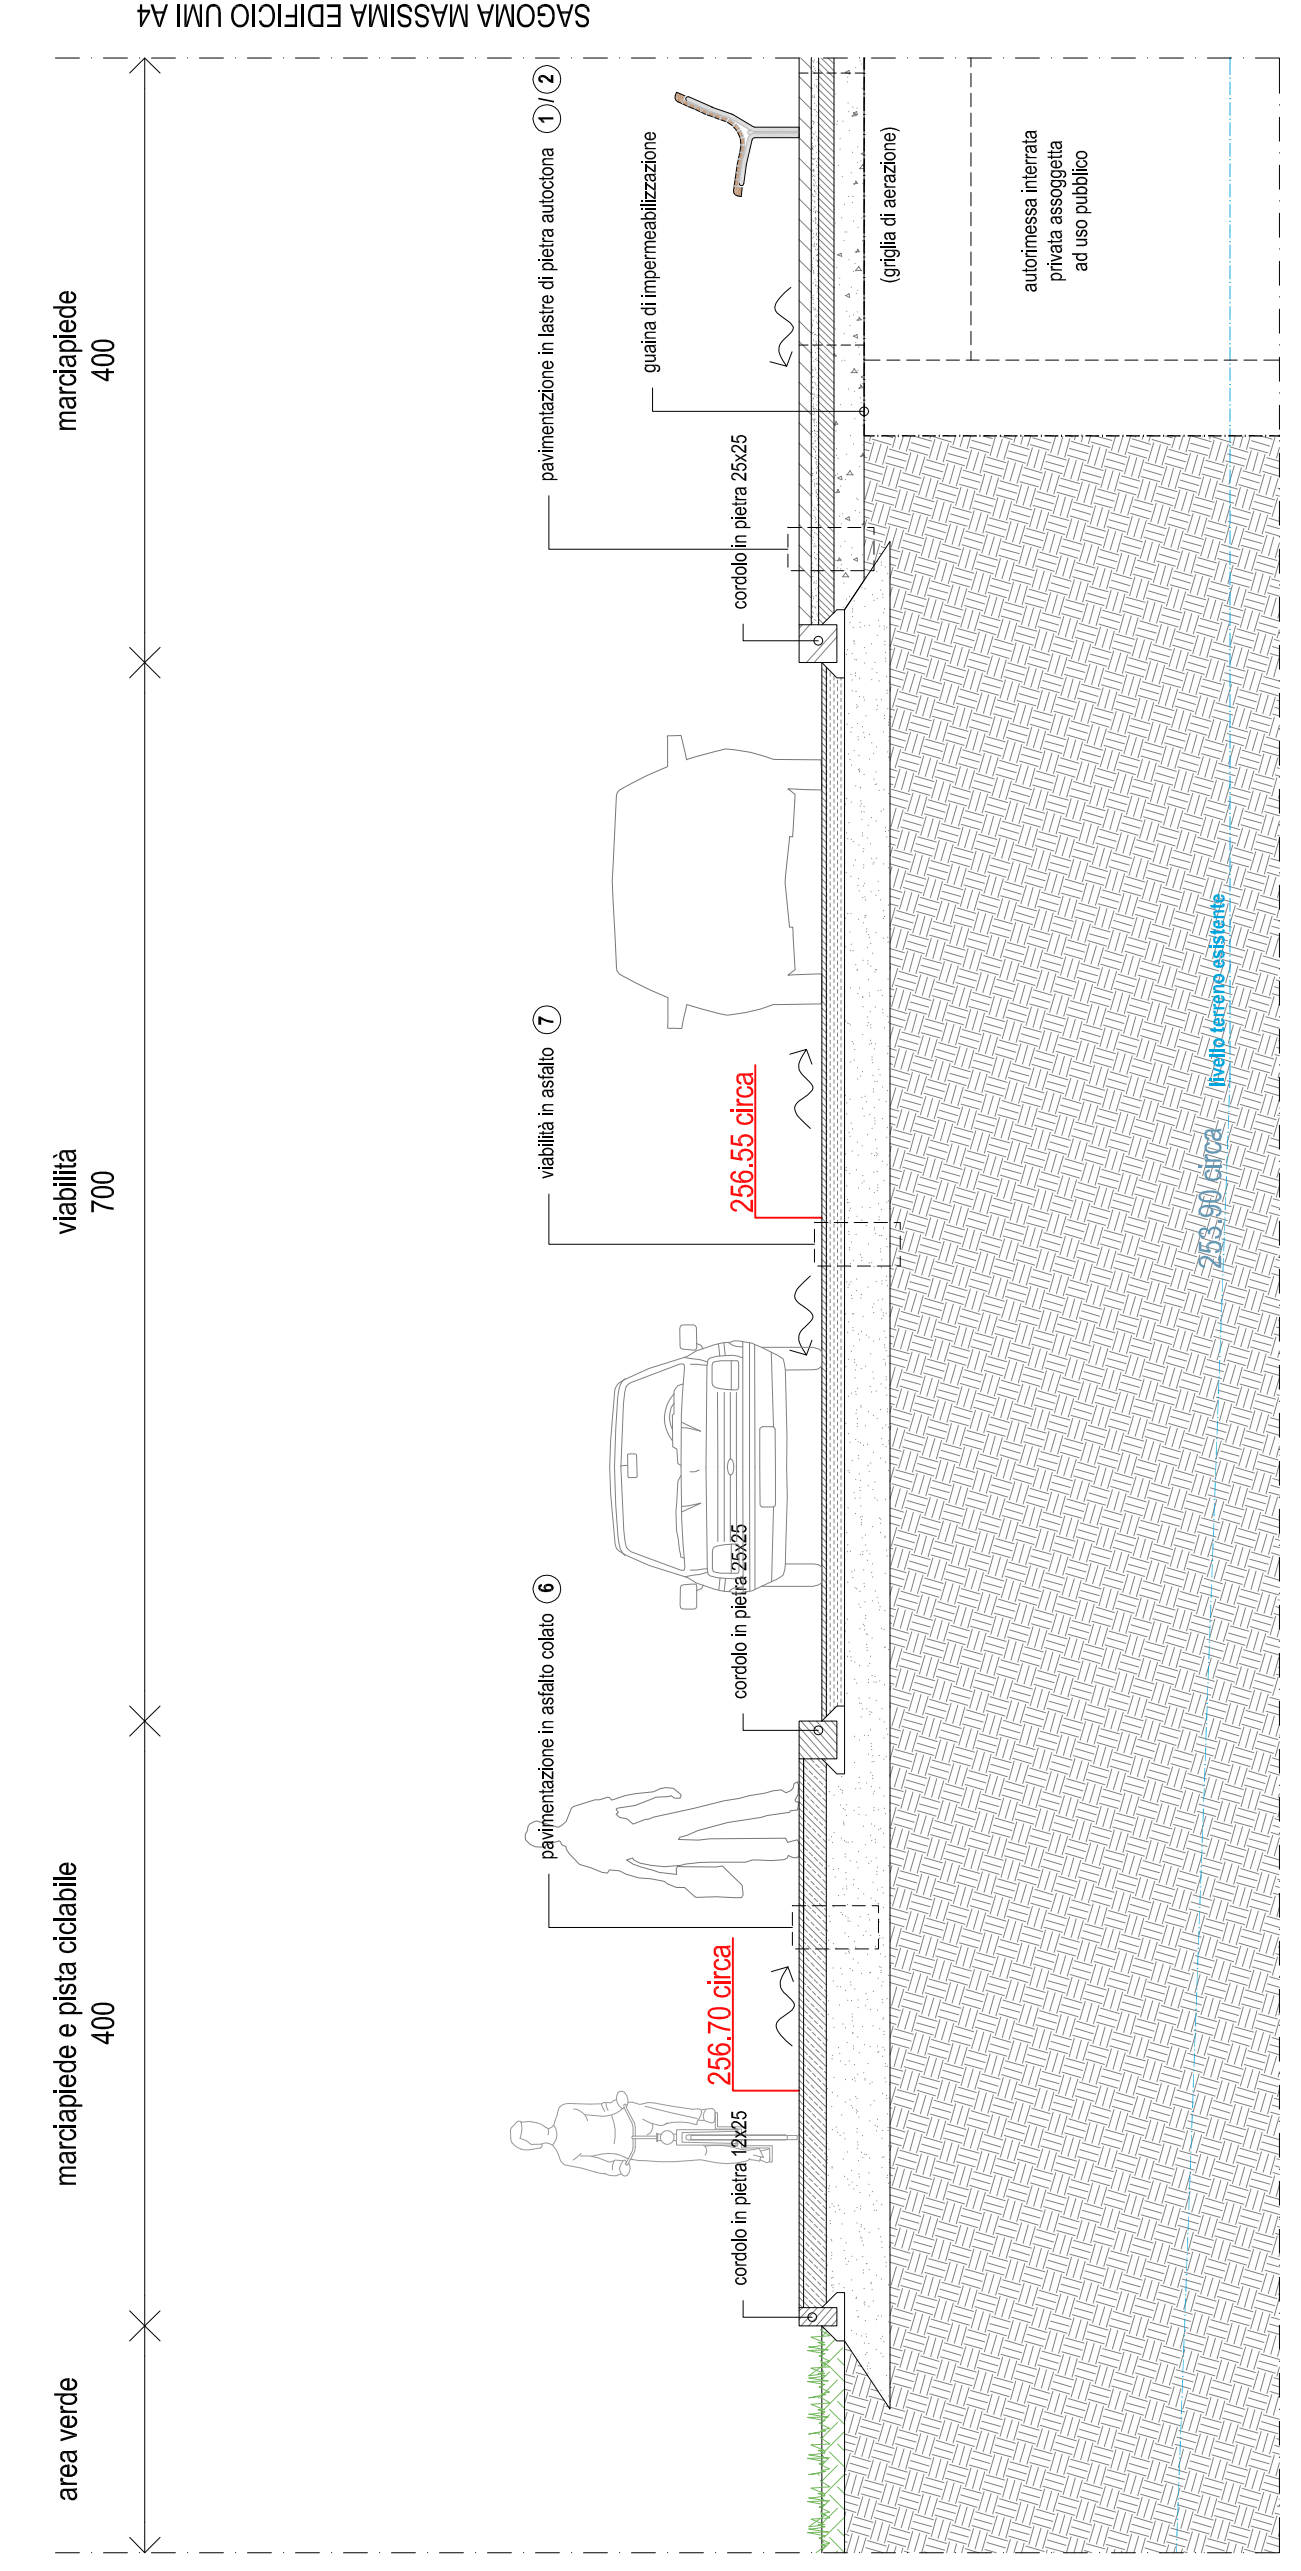 area verde
marciapiede e pista ciclabile
400
viabilità
700
marciapiede
400
SAGOMA MASSIMA EDIFICIO UMI A4
pavimentazione in asfalto colato 6
viabilità in asfalto 7
pavimentazione in lastre di pietra autoctona 1 / 2
guaina di impermeabilizzazione
cordolo in pietra 12x25
256.70 circa
cordolo in pietra 25x25
256.55 circa
cordolo in pietra 25x25
(griglia di aerazione)
autorimessa interrata
privata assoggetta
ad uso pubblico
253.90 circa
livello terreno esistente